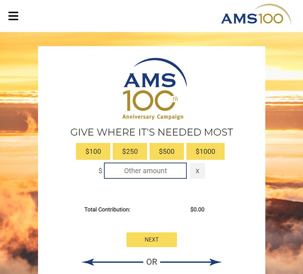 AMS100
AMS
100th
Anniversary Campaign
GIVE WHERE IT'S NEEDED MOST
$100 $250 $500 $1000
$ Other amount x
Total Contribution: $0.00
NEXT
OR